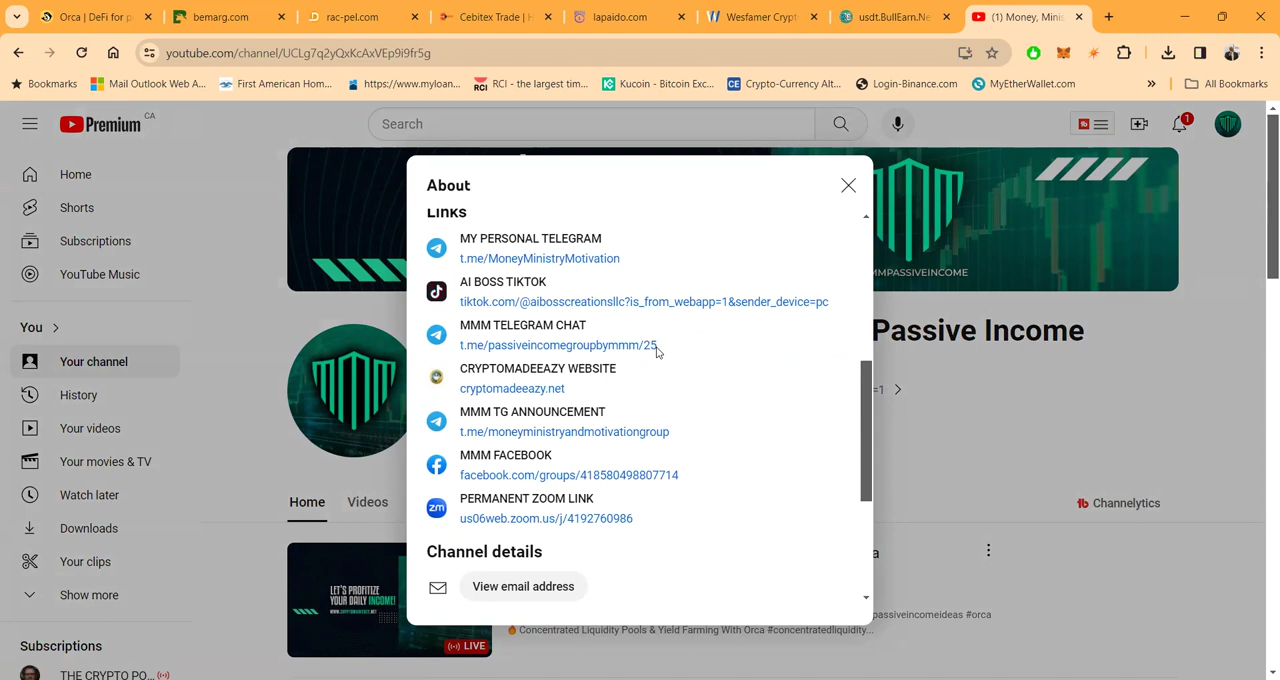 Orca | DeFi for p
bemarg.com
rac-pel.com
Cebitex Trade | H
lapaido.com
Wesfamer Crypt
usdt.BullEarn.Ne
(1) Money, Minis
youtube.com/channel/UCLg7q2yQxKcAxVEp9i9fr5g
Bookmarks
Mail Outlook Web A...
First American Hom...
https://www.myloan...
RCI - the largest tim...
Kucoin - Bitcoin Exc...
Crypto-Currency Alt...
Login-Binance.com
MyEtherWallet.com
»
All Bookmarks
Premium CA
Search
1
Home
Shorts
Subscriptions
YouTube Music
You
Your channel
History
Your videos
Your movies & TV
Watch later
Downloads
Your clips
Show more
Subscriptions
THE CRYPTO PO...
MMPASSIVEINCOME
Passive Income
=1
Home
Videos
Channelytics
LET'S PROFITIZE
YOUR DAILY INCOME!
LIVE
a
passiveincomeideas #orca
Concentrated Liquidity Pools & Yield Farming With Orca #concentratedliquidity...
About
LINKS
MY PERSONAL TELEGRAM
t.me/MoneyMinistryMotivation
AI BOSS TIKTOK
tiktok.com/@aibosscreationsllc?is_from_webapp=1&sender_device=pc
MMM TELEGRAM CHAT
t.me/passiveincomegroupbymmm/25
CRYPTOMADEEAZY WEBSITE
cryptomadeeazy.net
MMM TG ANNOUNCEMENT
t.me/moneyministryandmotivationgroup
MMM FACEBOOK
facebook.com/groups/418580498807714
PERMANENT ZOOM LINK
us06web.zoom.us/j/4192760986
Channel details
View email address